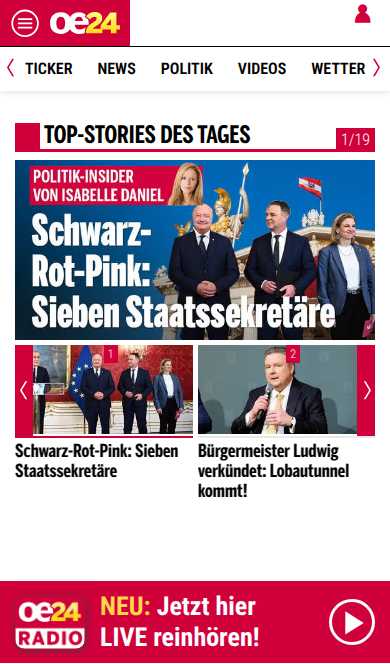 oe24
TICKER NEWS POLITIK VIDEOS WETTER
TOP-STORIES DES TAGES
1/19
POLITIK-INSIDER
VON ISABELLE DANIEL
Schwarz-
Rot-Pink:
Sieben Staatssekretäre
1
2
Schwarz-Rot-Pink: Sieben
Staatssekretäre
Bürgermeister Ludwig
verkündet: Lobautunnel
kommt!
oe24
RADIO
NEU: Jetzt hier
LIVE reinhören!